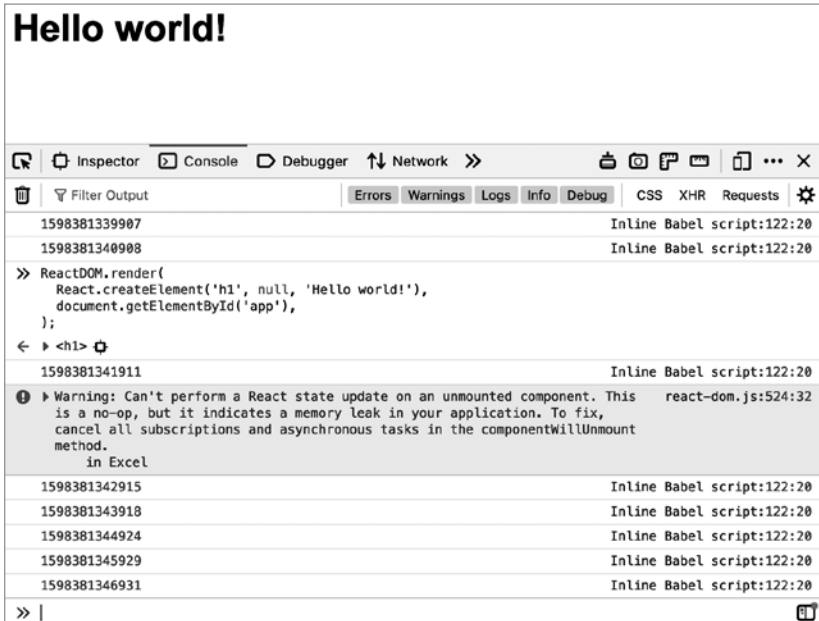 Hello world!
Inspector Console Debugger Network
Filter Output Errors Warnings Logs Info Debug CSS XHR Requests
1598381339907 Inline Babel script:122:20
1598381340908 Inline Babel script:122:20
» ReactDOM.render(
React.createElement('h1', null, 'Hello world!'),
document.getElementById('app'),
);
<h1>
1598381341911 Inline Babel script:122:20
Warning: Can't perform a React state update on an unmounted component. This react-dom.js:524:32
is a no-op, but it indicates a memory leak in your application. To fix,
cancel all subscriptions and asynchronous tasks in the componentWillUnmount
method.
in Excel
1598381342915 Inline Babel script:122:20
1598381343918 Inline Babel script:122:20
1598381344924 Inline Babel script:122:20
1598381345929 Inline Babel script:122:20
1598381346931 Inline Babel script:122:20
»